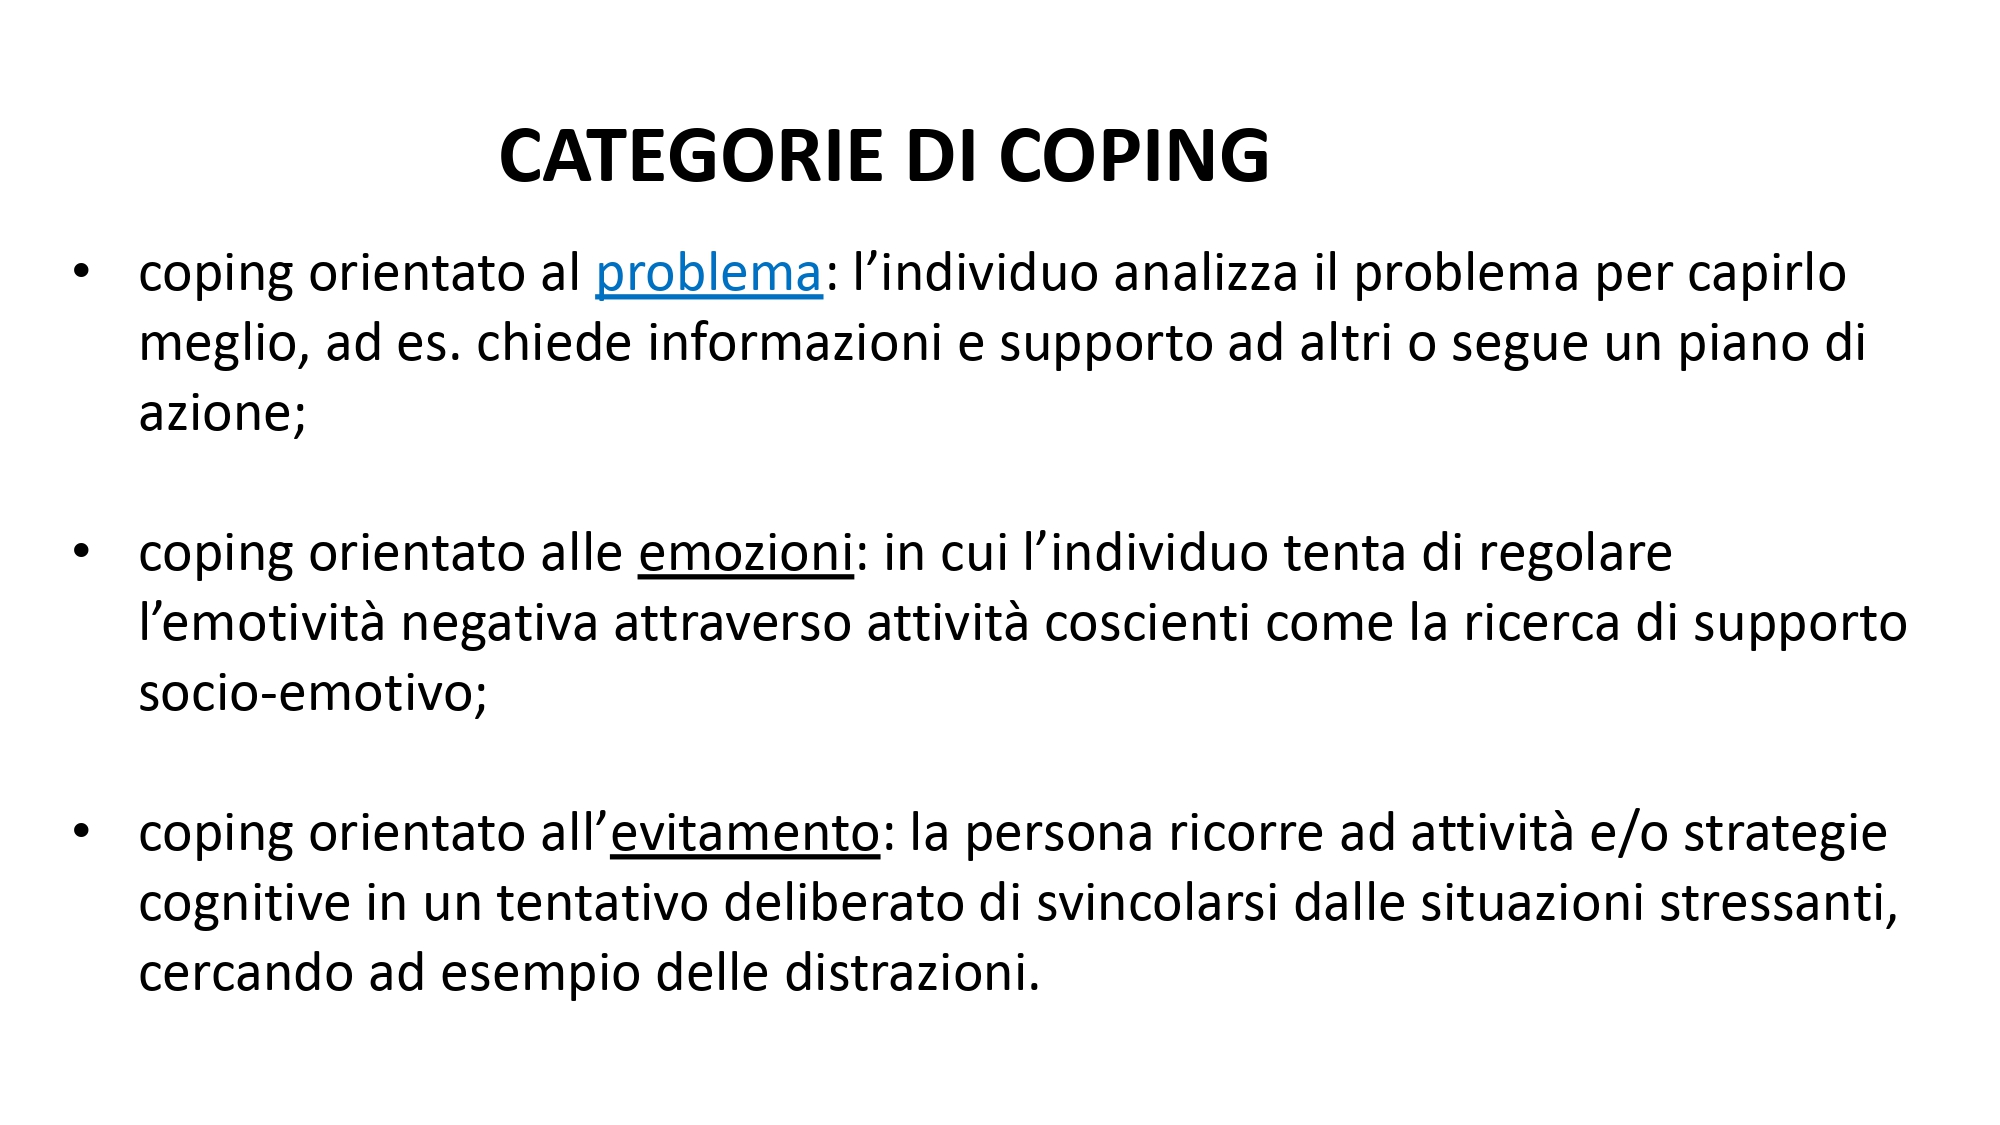 CATEGORIE DI COPING
• coping orientato al problema: l’individuo analizza il problema per capirlo
meglio, ad es. chiede informazioni e supporto ad altri o segue un piano di
azione;
• coping orientato alle emozioni: in cui l’individuo tenta di regolare
l’emotività negativa attraverso attività coscienti come la ricerca di supporto
socio-emotivo;
• coping orientato all’evitamento: la persona ricorre ad attività e/o strategie
cognitive in un tentativo deliberato di svincolarsi dalle situazioni stressanti,
cercando ad esempio delle distrazioni.